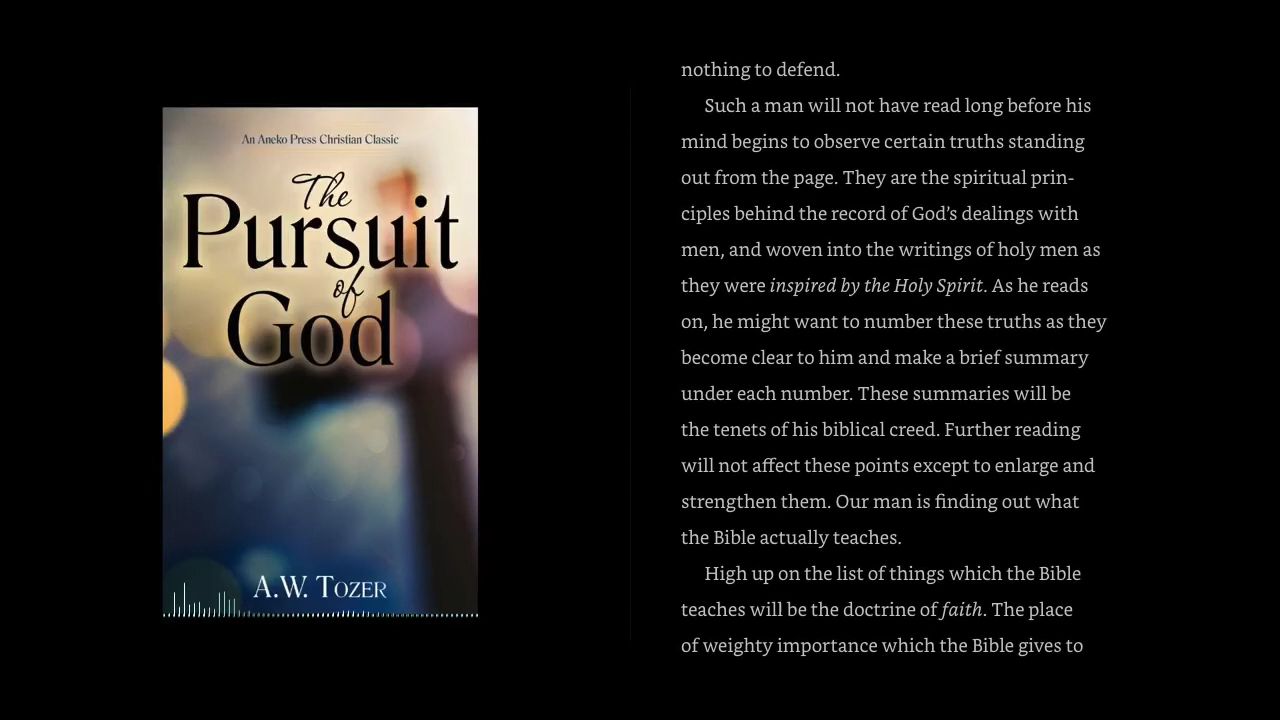 An Aneko Press Christian Classic
The
Pursuit
of
God
A.W. Tozer
nothing to defend.
Such a man will not have read long before his
mind begins to observe certain truths standing
out from the page. They are the spiritual prin-
ciples behind the record of God’s dealings with
men, and woven into the writings of holy men as
they were inspired by the Holy Spirit. As he reads
on, he might want to number these truths as they
become clear to him and make a brief summary
under each number. These summaries will be
the tenets of his biblical creed. Further reading
will not affect these points except to enlarge and
strengthen them. Our man is finding out what
the Bible actually teaches.
High up on the list of things which the Bible
teaches will be the doctrine of faith. The place
of weighty importance which the Bible gives to